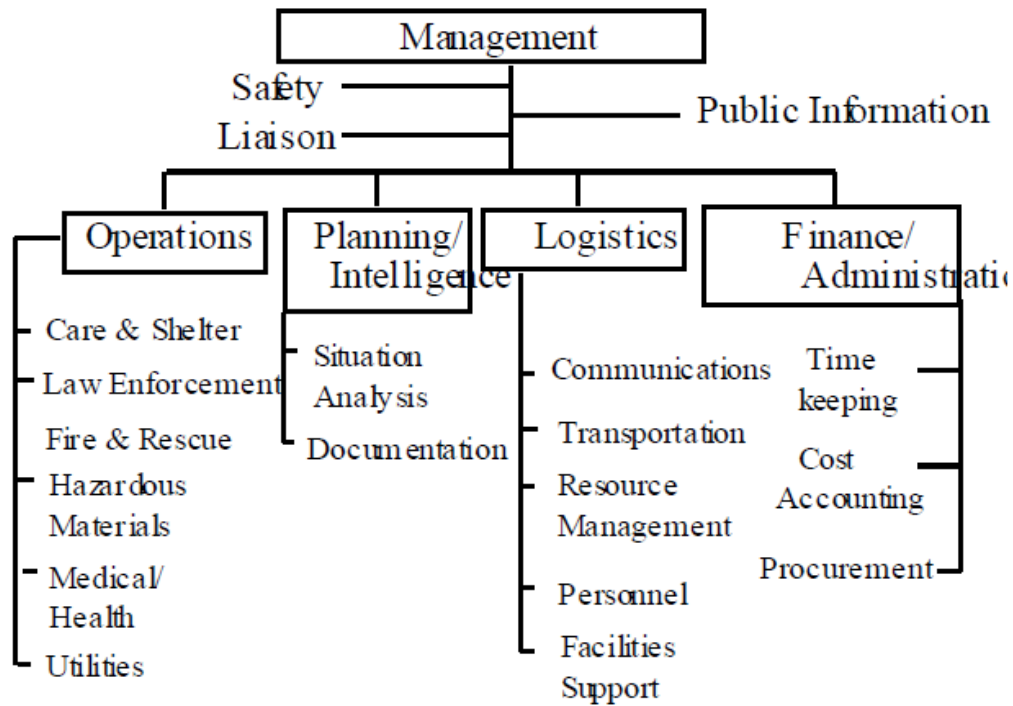 Management
Safety
Public Information
Liaison
Operations
Planning/
Intelligence
Logistics
Finance/
Administratio
Care & Shelter
Law Enforcement
Fire & Rescue
Hazardous
Materials
Medical/
Health
Utilities
Situation
Analysis
Documentation
Communications
Transportation
Resource
Management
Personnel
Facilities
Support
Time
keeping
Cost
Accounting
Procurement